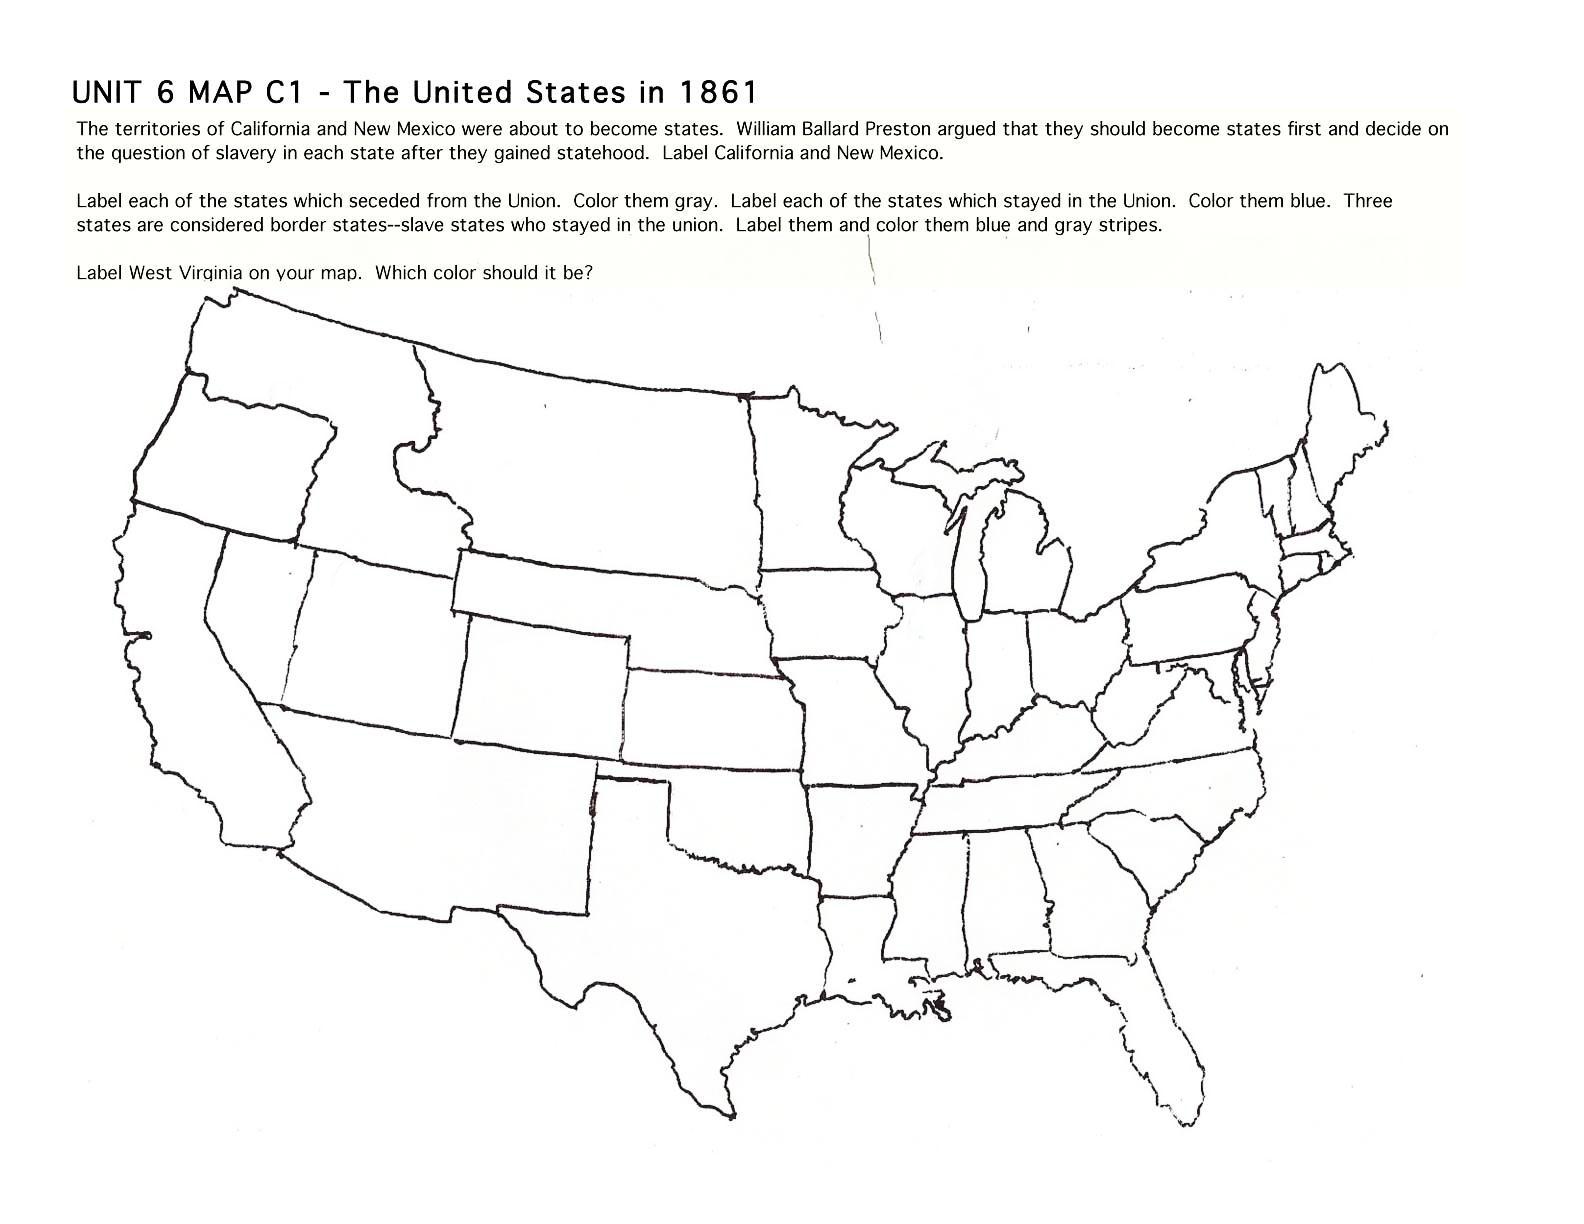 UNIT 6 MAP C1 - The United States in 1861
The territories of California and New Mexico were about to become states.  William Ballard Preston argued that they should become states first and decide on
the question of slavery in each state after they gained statehood.  Label California and New Mexico.
Label each of the states which seceded from the Union.  Color them gray.  Label each of the states which stayed in the Union.  Color them blue.  Three
states are considered border states--slave states who stayed in the union.  Label them and color them blue and gray stripes.
Label West Virginia on your map.  Which color should it be?